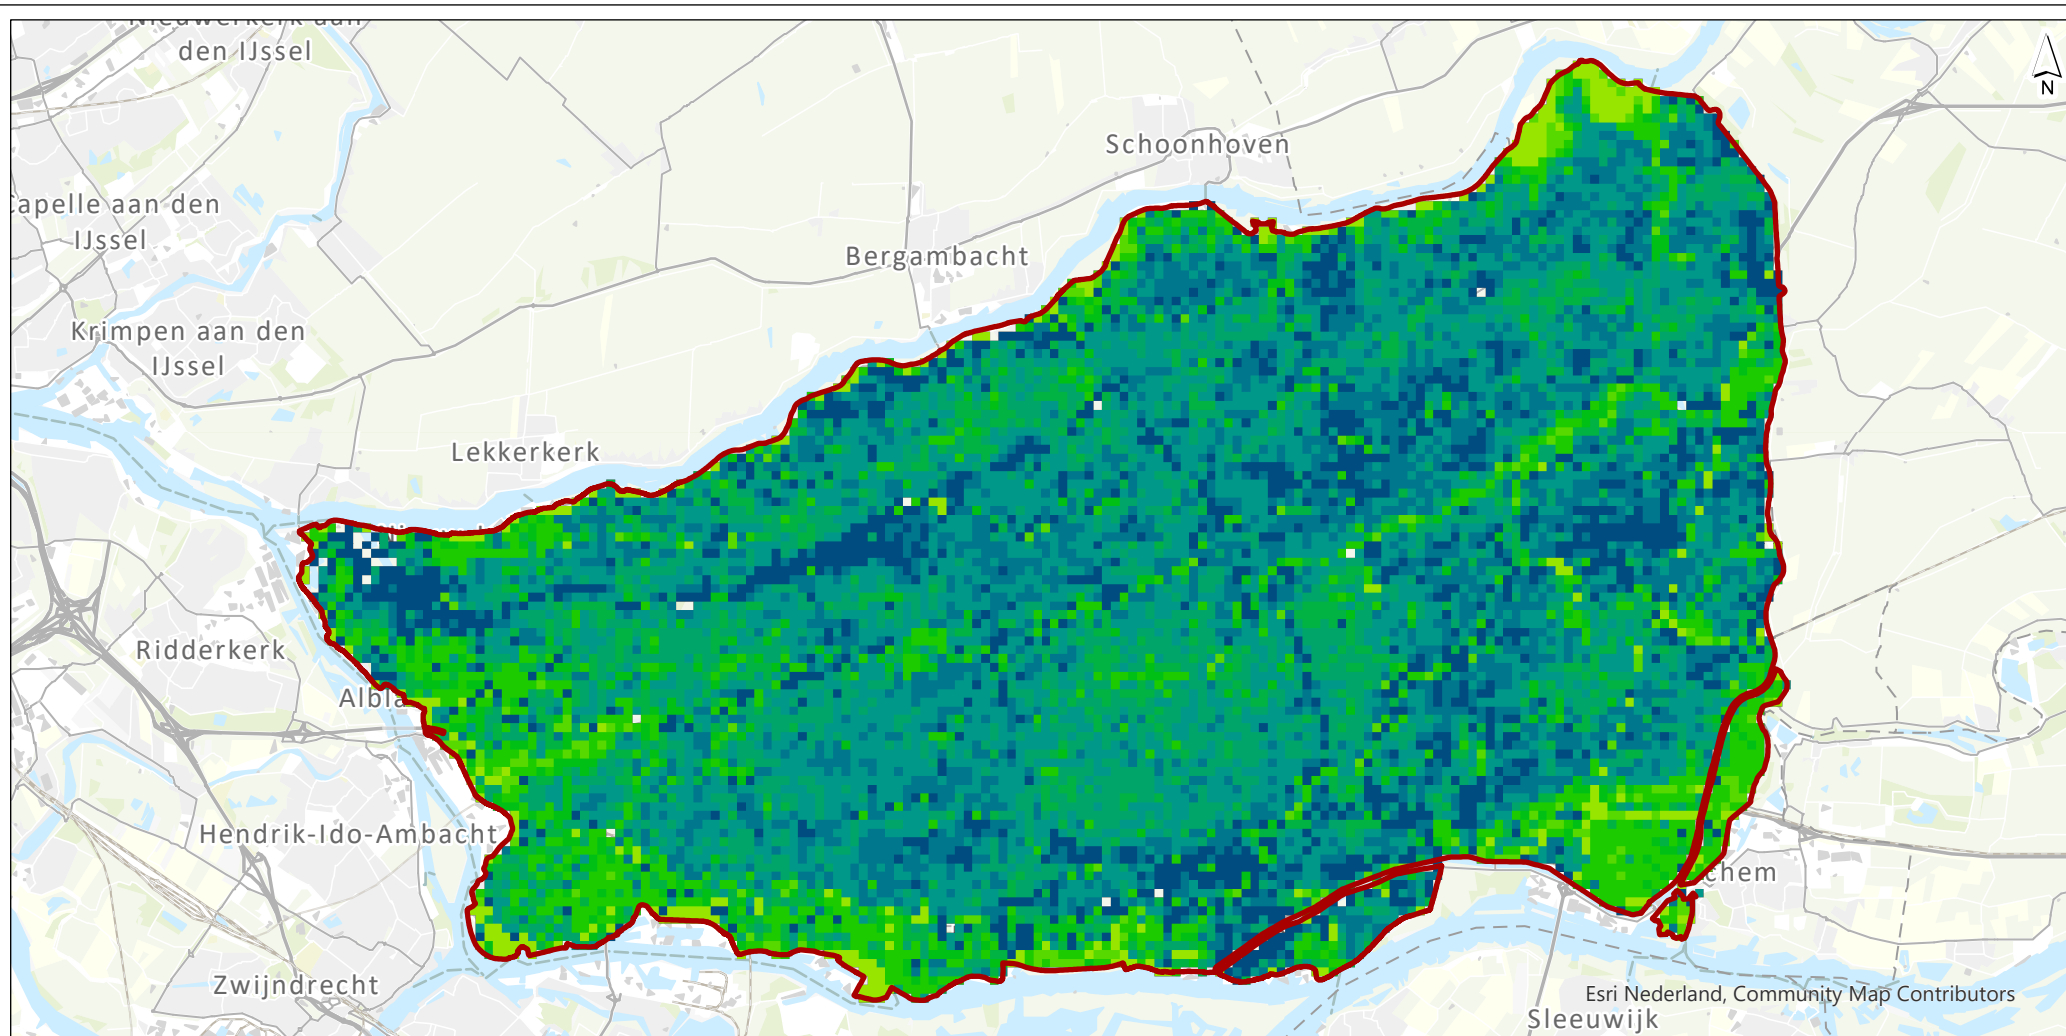 den IJssel
N
Schoonhoven
Capelle aan den
IJssel
Bergambacht
Krimpen aan den
IJssel
Lekkerkerk
Ridderkerk
Albla
Hendrik-Ido-Ambacht
chem
Zwijndrecht
Esri Nederland, Community Map Contributors
Sleeuwijk